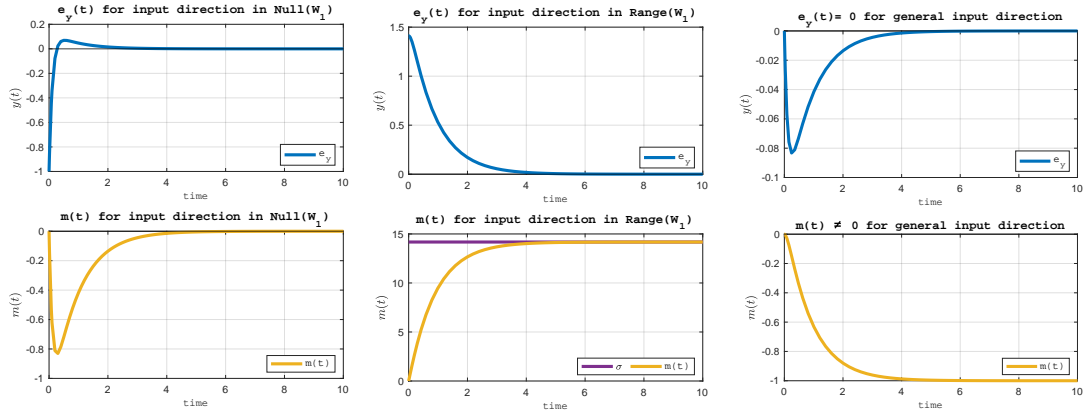 e_y(t) for input direction in Null(W_1)
0.2
0
-0.2
-0.4
-0.6
-0.8
-1
y(t)
e_y
0 2 4 6 8 10
time
e_y(t) for input direction in Range(W_1)
1.5
1
0.5
0
y(t)
e_y
0 2 4 6 8 10
time
e_y(t)= 0 for general input direction
0
-0.02
-0.04
-0.06
-0.08
-0.1
y(t)
e_y
0 2 4 6 8 10
time
m(t) for input direction in Null(W_1)
0
-0.2
-0.4
-0.6
-0.8
-1
m(t)
m(t)
0 2 4 6 8 10
time
m(t) for input direction in Range(W_1)
15
10
5
0
m(t)
σ m(t)
0 2 4 6 8 10
time
m(t) ≠ 0 for general input direction
0
-0.2
-0.4
-0.6
-0.8
-1
m(t)
m(t)
0 2 4 6 8 10
time